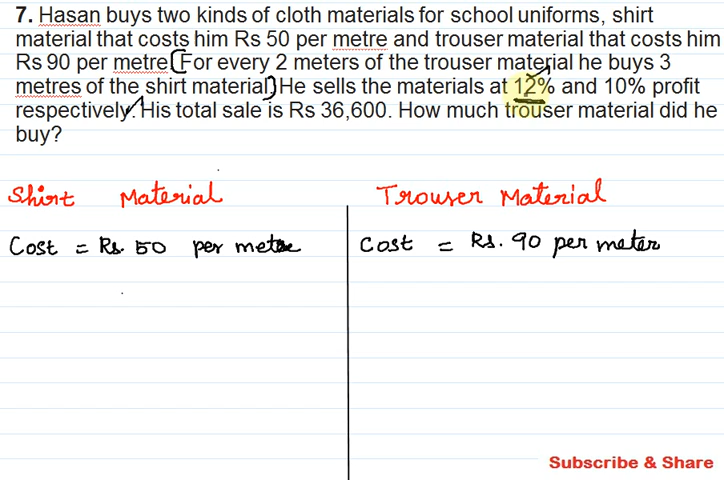 7. Hasan buys two kinds of cloth materials for school uniforms, shirt
material that costs him Rs 50 per metre and trouser material that costs him
Rs 90 per metre. For every 2 meters of the trouser material he buys 3
metres of the shirt material. He sells the materials at 12% and 10% profit
respectively. His total sale is Rs 36,600. How much trouser material did he
buy?
Shirt Material
Trouser Material
Cost = Rs. 50 per metre
Cost = Rs. 90 per meter
Subscribe & Share